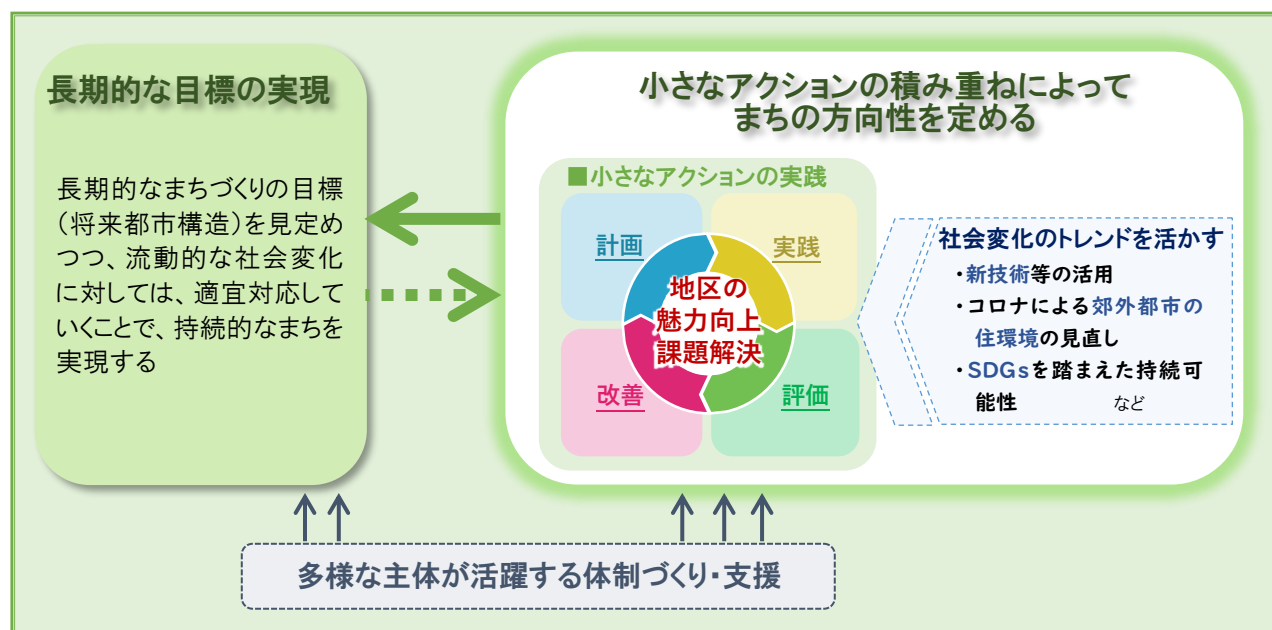 長期的な目標の実現
長期的なまちづくりの目標
(将来都市構造)を見定め
つつ、流動的な社会変化
に対しては、適宜対応して
いくことで、持続的なまちを
実現する
小さなアクションの積み重ねによって
まちの方向性を定める
■小さなアクションの実践
計画
実践
地区の
魅力向上
課題解決
改善
評価
社会変化のトレンドを活かす
・新技術等の活用
・コロナによる郊外都市の
住環境の見直し
・SDGsを踏まえた持続可
能性 など
多様な主体が活躍する体制づくり・支援